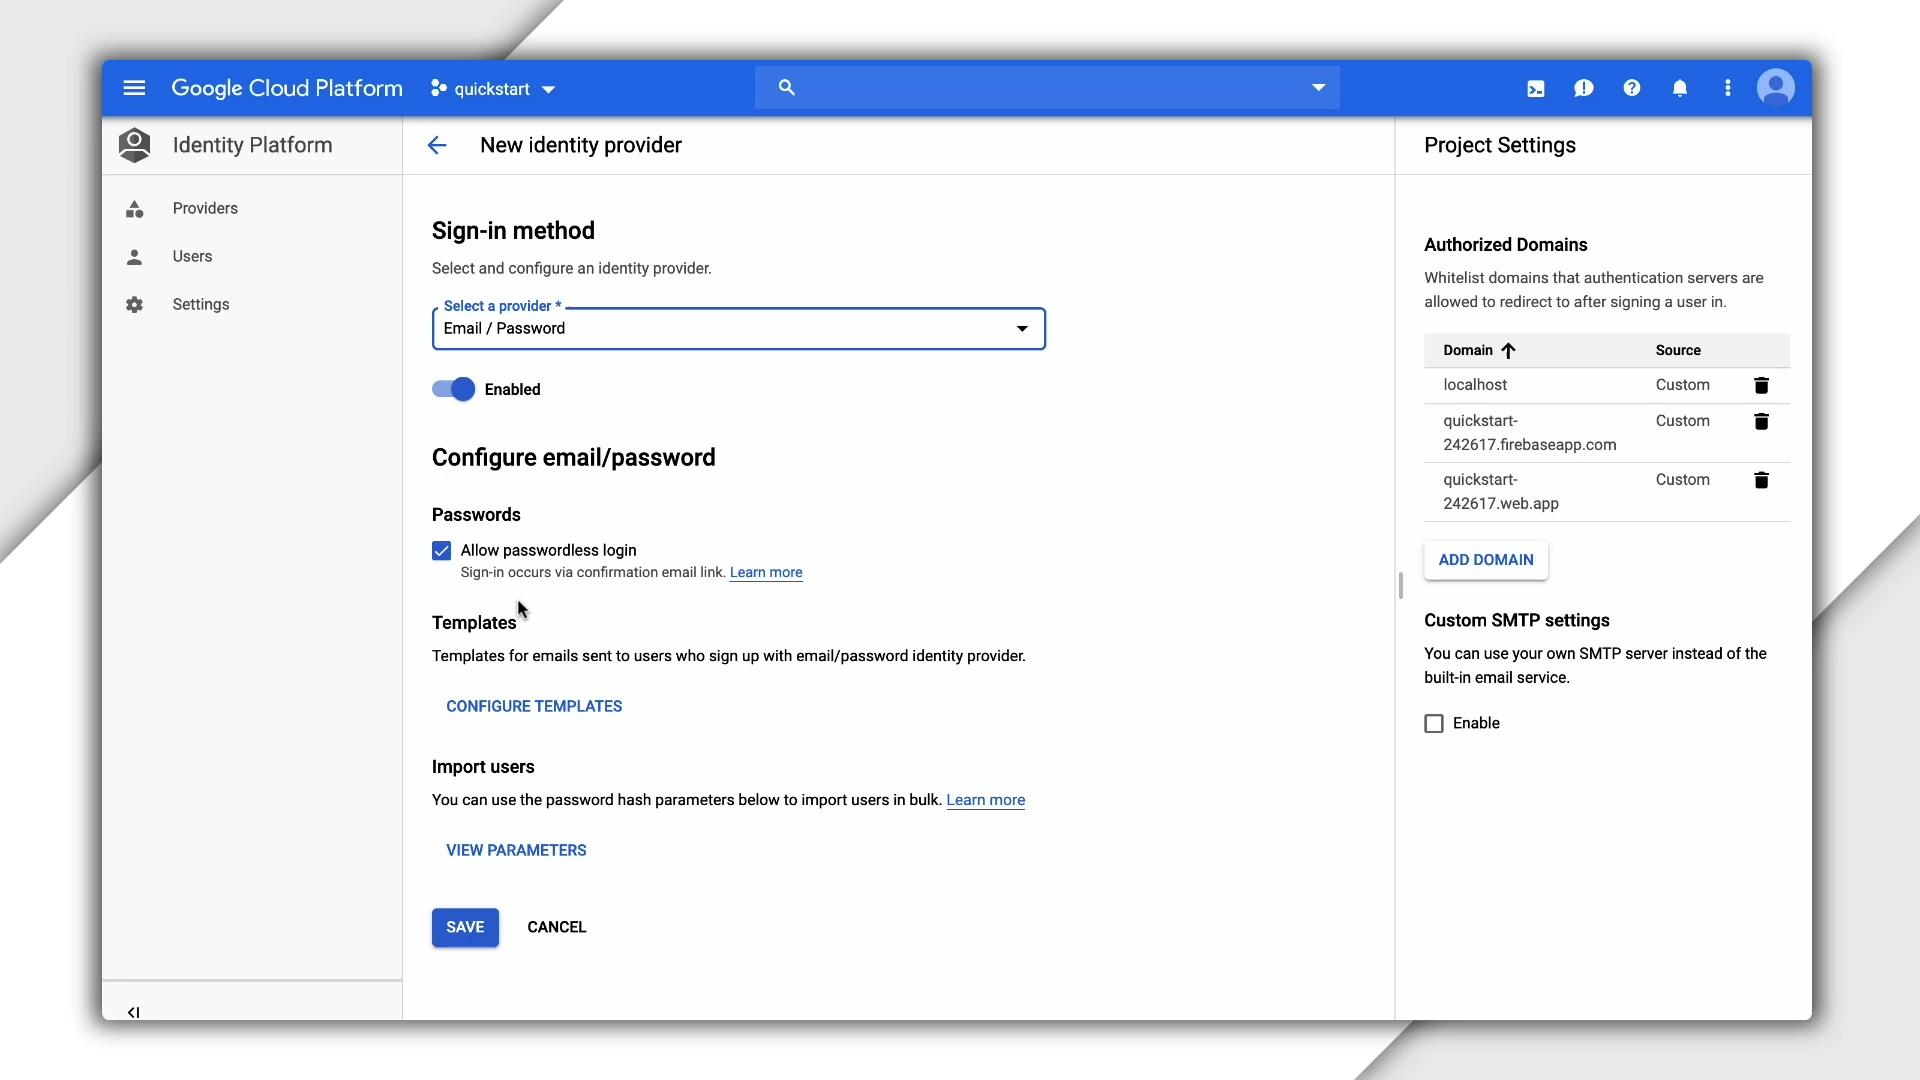 Google Cloud Platform
quickstart
Identity Platform
New identity provider
Project Settings
Providers
Users
Settings
Sign-in method
Select and configure an identity provider.
Select a provider *
Email / Password
Enabled
Configure email/password
Passwords
Allow passwordless login
Sign-in occurs via confirmation email link. Learn more
Templates
Templates for emails sent to users who sign up with email/password identity provider.
CONFIGURE TEMPLATES
Import users
You can use the password hash parameters below to import users in bulk. Learn more
VIEW PARAMETERS
SAVE CANCEL
Authorized Domains
Whitelist domains that authentication servers are
allowed to redirect to after signing a user in.
Domain Source
localhost Custom
quickstart- Custom
242617.firebaseapp.com
quickstart- Custom
242617.web.app
ADD DOMAIN
Custom SMTP settings
You can use your own SMTP server instead of the
built-in email service.
Enable